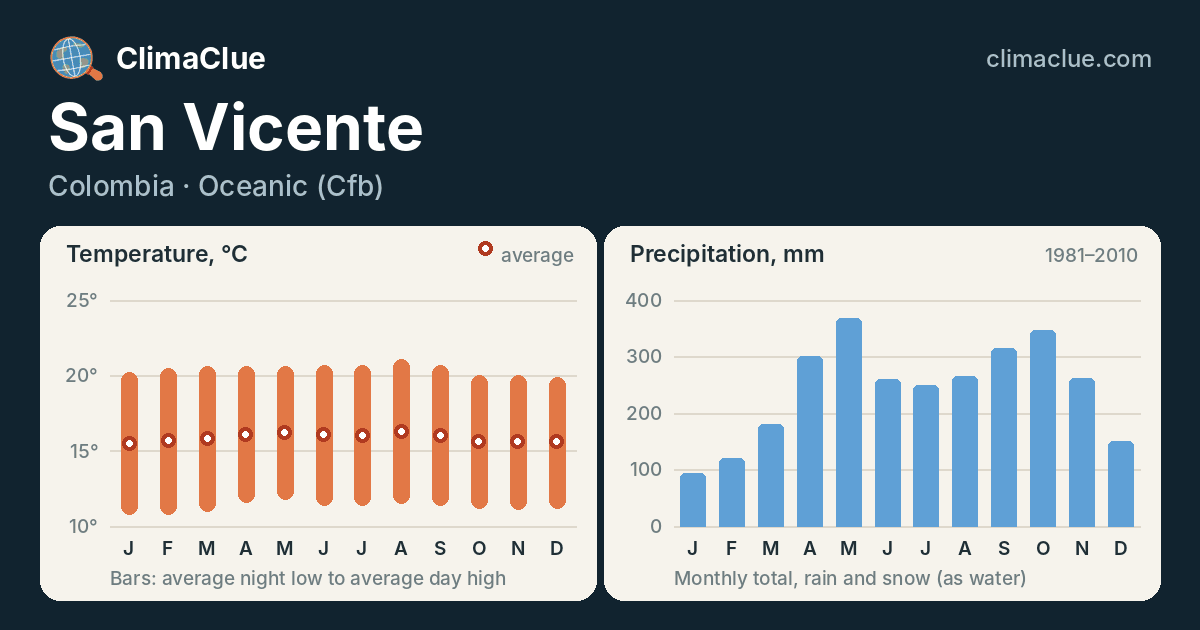 ClimaClue
climaclue.com
San Vicente
Colombia · Oceanic (Cfb)
Temperature, °C
average
25°
20°
15°
10°
J F M A M J J A S O N D
Bars: average night low to average day high
Precipitation, mm
1981–2010
400
300
200
100
0
J F M A M J J A S O N D
Monthly total, rain and snow (as water)